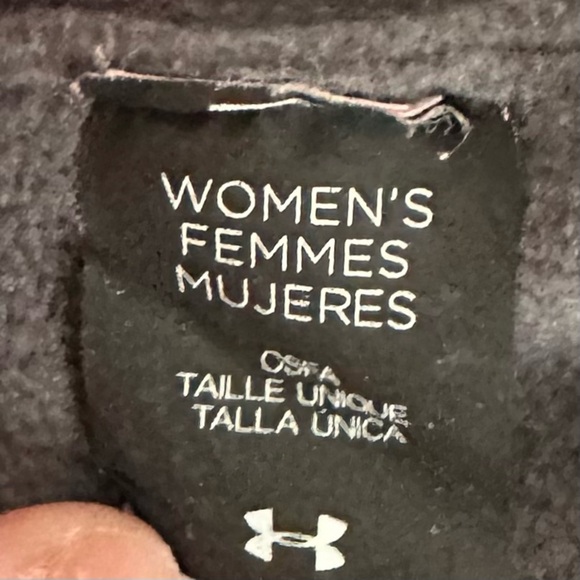 WOMEN'S
FEMMES
MUJERES
OSFA
TAILLE UNIQUE
TALLA ÚNICA